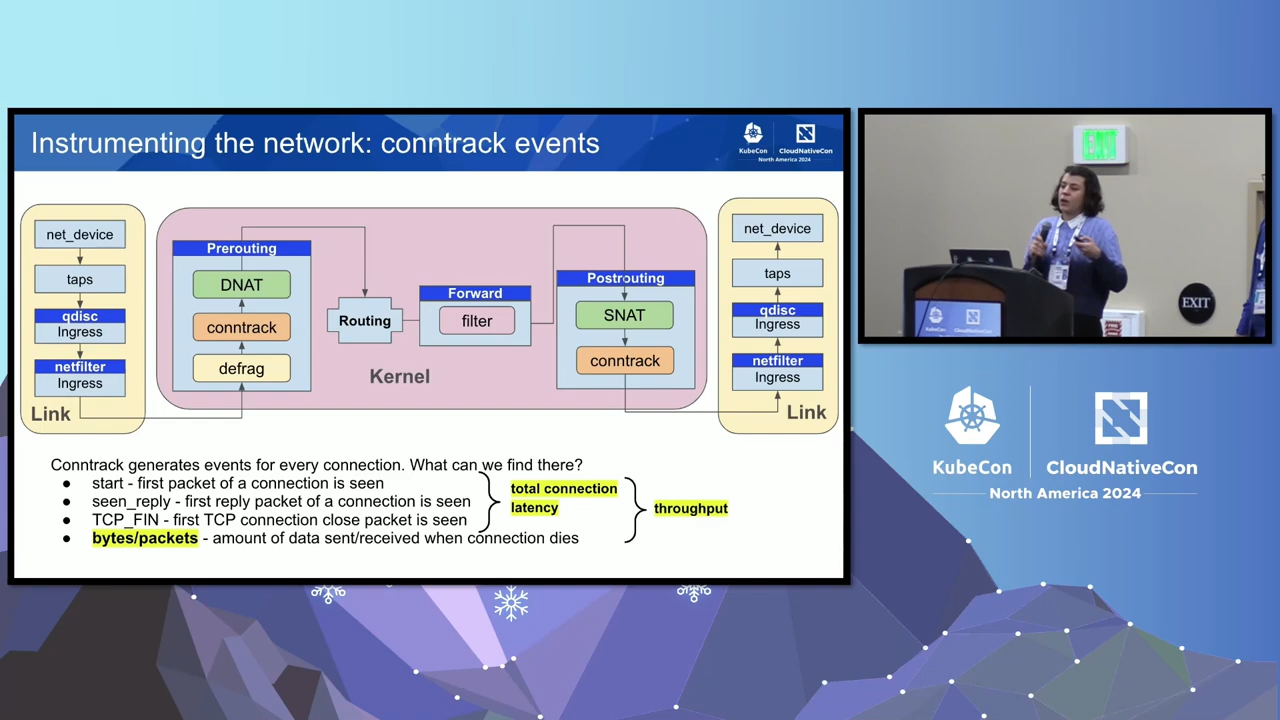 Instrumenting the network: conntrack events
KubeCon
CloudNativeCon
North America 2024
net_device
taps
qdisc
Ingress
netfilter
Ingress
Link
Prerouting
DNAT
conntrack
defrag
Routing
Forward
filter
Kernel
Postrouting
SNAT
conntrack
net_device
taps
qdisc
Ingress
netfilter
Ingress
Link
Conntrack generates events for every connection. What can we find there?
● start - first packet of a connection is seen
● seen_reply - first reply packet of a connection is seen
● TCP_FIN - first TCP connection close packet is seen
● bytes/packets - amount of data sent/received when connection dies
total connection
latency
throughput
EXIT
KubeCon
CloudNativeCon
KubeCon
CloudNativeCon
North America 2024